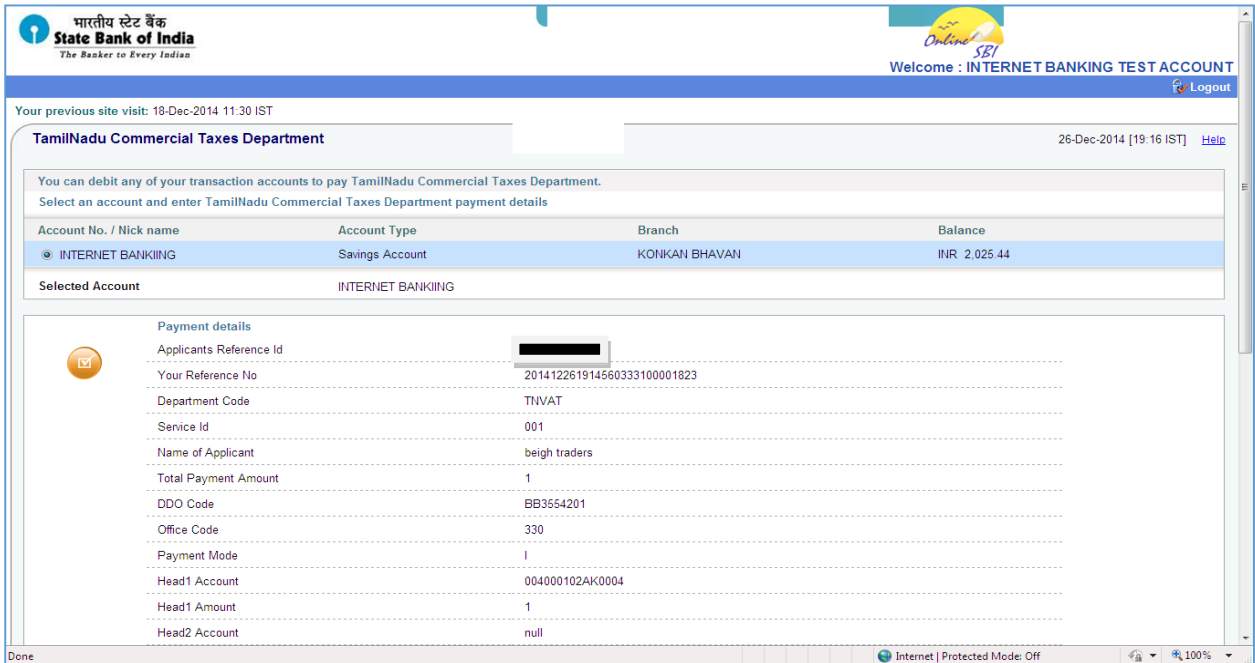 भारतीय स्टेट बैंक
State Bank of India
The Banker to Every Indian
Online SBI
Welcome : INTERNET BANKING TEST ACCOUNT
Logout
Your previous site visit: 18-Dec-2014 11:30 IST
TamilNadu Commercial Taxes Department 26-Dec-2014 [19:16 IST] Help
You can debit any of your transaction accounts to pay TamilNadu Commercial Taxes Department.
Select an account and enter TamilNadu Commercial Taxes Department payment details
Account No. / Nick name Account Type Branch Balance
INTERNET BANKIING Savings Account KONKAN BHAVAN INR 2,025.44
Selected Account INTERNET BANKIING
Payment details
Applicants Reference Id
Your Reference No 201412261914560333100001823
Department Code TNVAT
Service Id 001
Name of Applicant beigh traders
Total Payment Amount 1
DDO Code BB3554201
Office Code 330
Payment Mode I
Head1 Account 004000102AK0004
Head1 Amount 1
Head2 Account null
Done Internet | Protected Mode: Off 100%